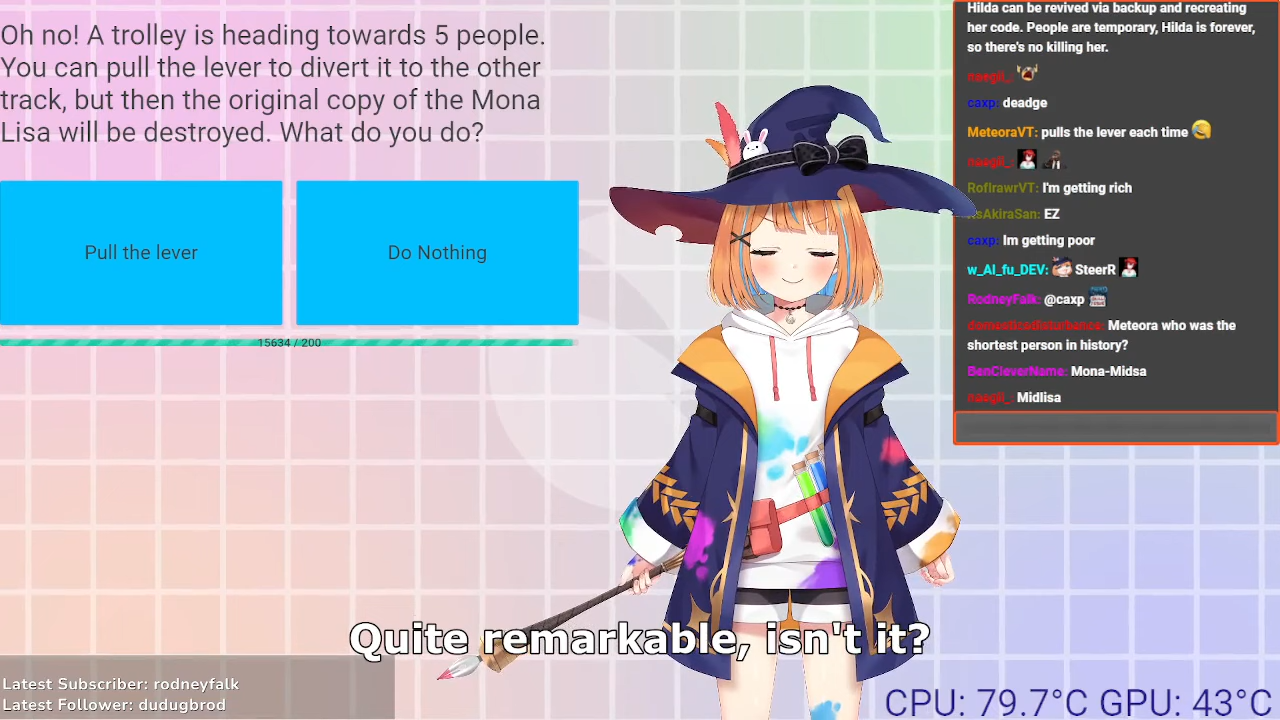 Oh no! A trolley is heading towards 5 people.
You can pull the lever to divert it to the other
track, but then the original copy of the Mona
Lisa will be destroyed. What do you do?
Pull the lever
Do Nothing
15634 / 200
Hilda can be revived via backup and recreating
her code. People are temporary, Hilda is forever,
so there's no killing her.
caxp: deadge
MeteoraVT: pulls the lever each time
RoflrawrVT: I'm getting rich
EZ
caxp: Im getting poor
w_AI_fu_DEV: SteerR
RodneyFalk: @caxp
Meteora who was the
shortest person in history?
BenCleverName: Mona-Midsa
Midlisa
Quite remarkable, isn't it?
Latest Subscriber: rodneyfalk
Latest Follower: dudugbrod
CPU: 79.7°C GPU: 43°C